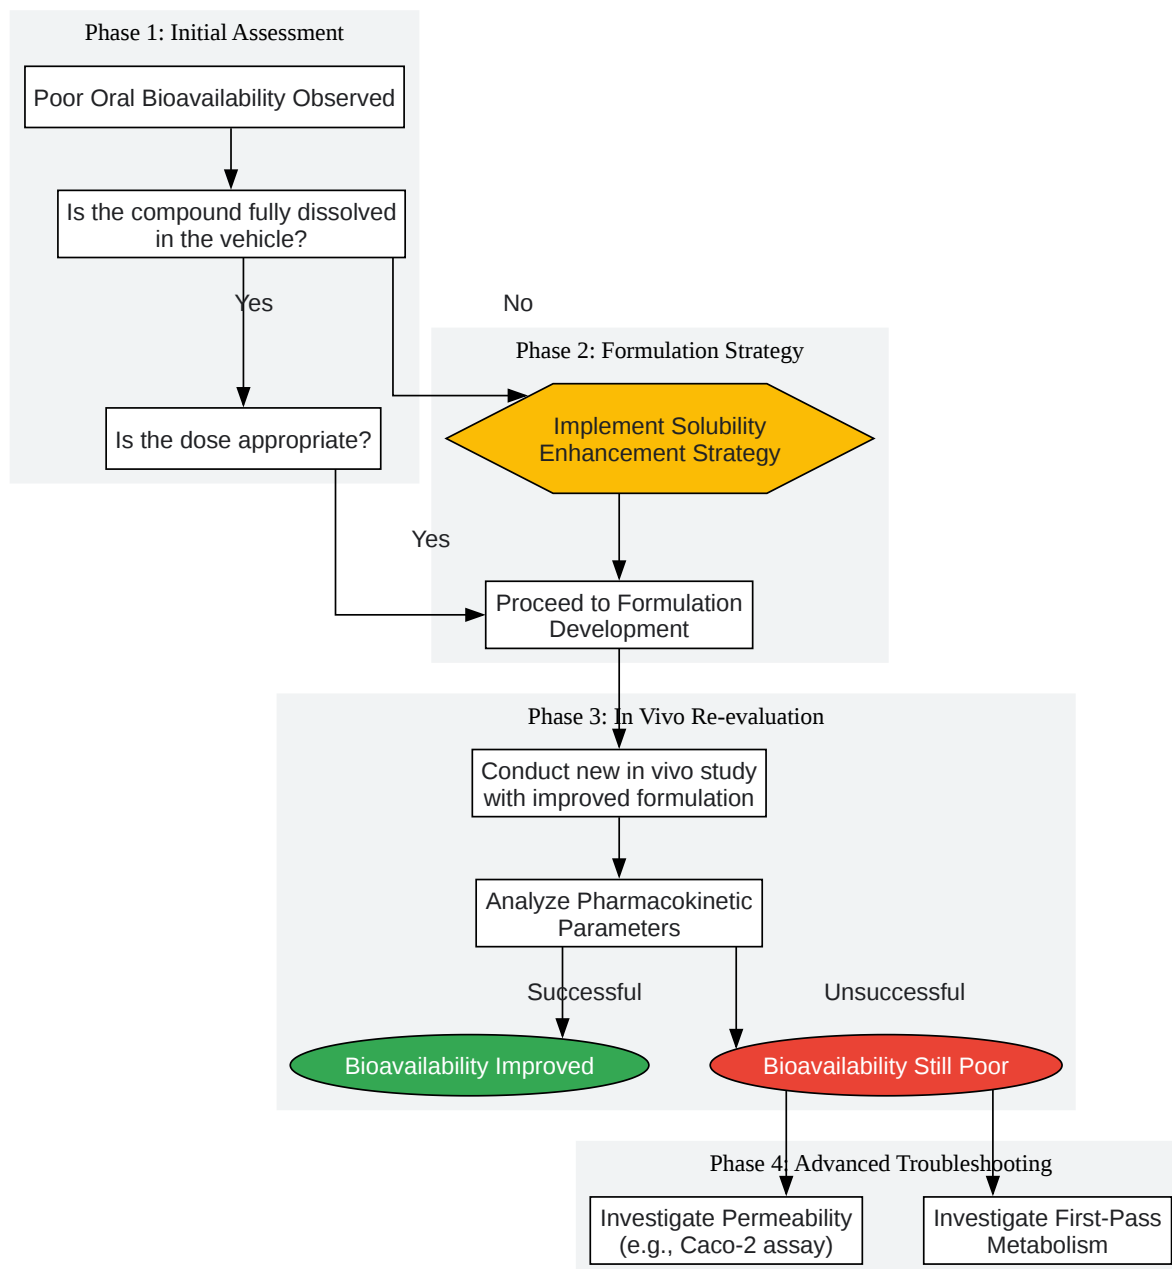 Phase 1: Initial Assessment
Poor Oral Bioavailability Observed
Is the compound fully dissolved
in the vehicle?
Yes
No
Phase 2: Formulation Strategy
Implement Solubility
Enhancement Strategy
Is the dose appropriate?
Yes
Proceed to Formulation
Development
Phase 3: In Vivo Re-evaluation
Conduct new in vivo study
with improved formulation
Analyze Pharmacokinetic
Parameters
Successful
Unsuccessful
Bioavailability Improved
Bioavailability Still Poor
Phase 4: Advanced Troubleshooting
Investigate Permeability
(e.g., Caco-2 assay)
Investigate First-Pass
Metabolism